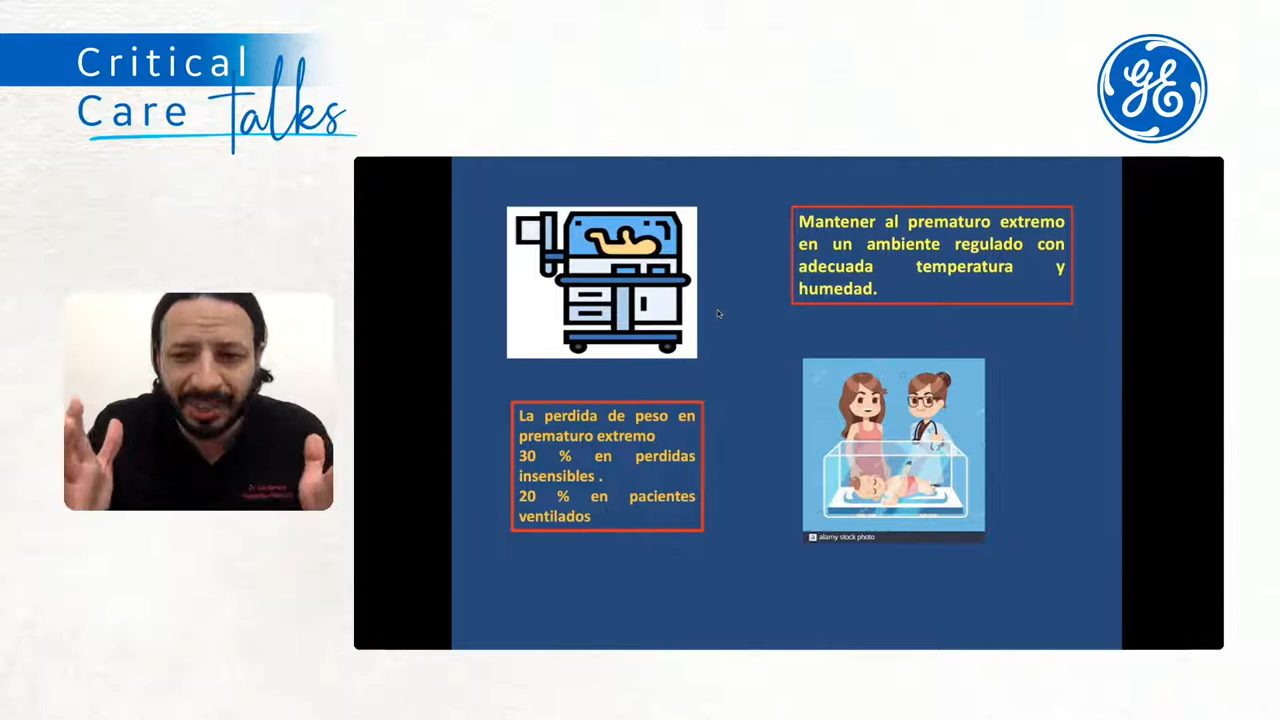 Critical
Care talks
GE
Mantener al prematuro extremo
en un ambiente regulado con
adecuada temperatura y
humedad.
La perdida de peso en
prematuro extremo
30 % en perdidas
insensibles .
20 % en pacientes
ventilados
a alamy stock photo